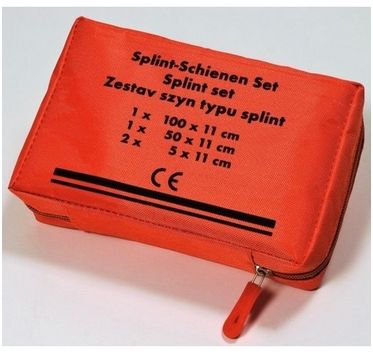 Splint-Schienen Set
Splint set
Zestav szyn typu splint
1 x 100 x 11 cm
1 x 50 x 11 cm
2 x 5 x 11 cm
CE